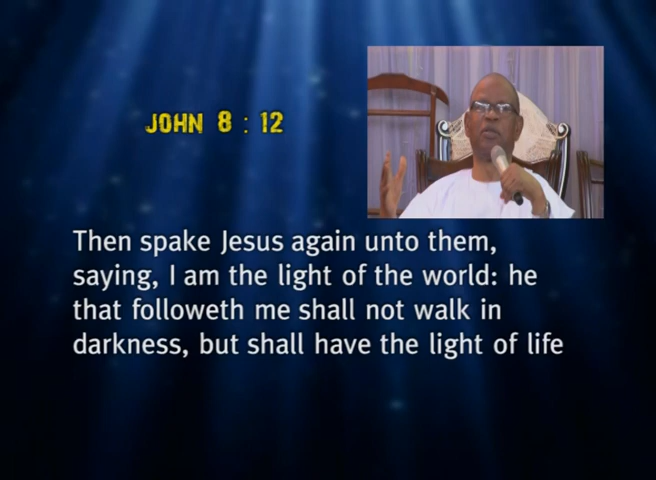 JOHN 8 : 12
Then spake Jesus again unto them,
saying, I am the light of the world: he
that followeth me shall not walk in
darkness, but shall have the light of life